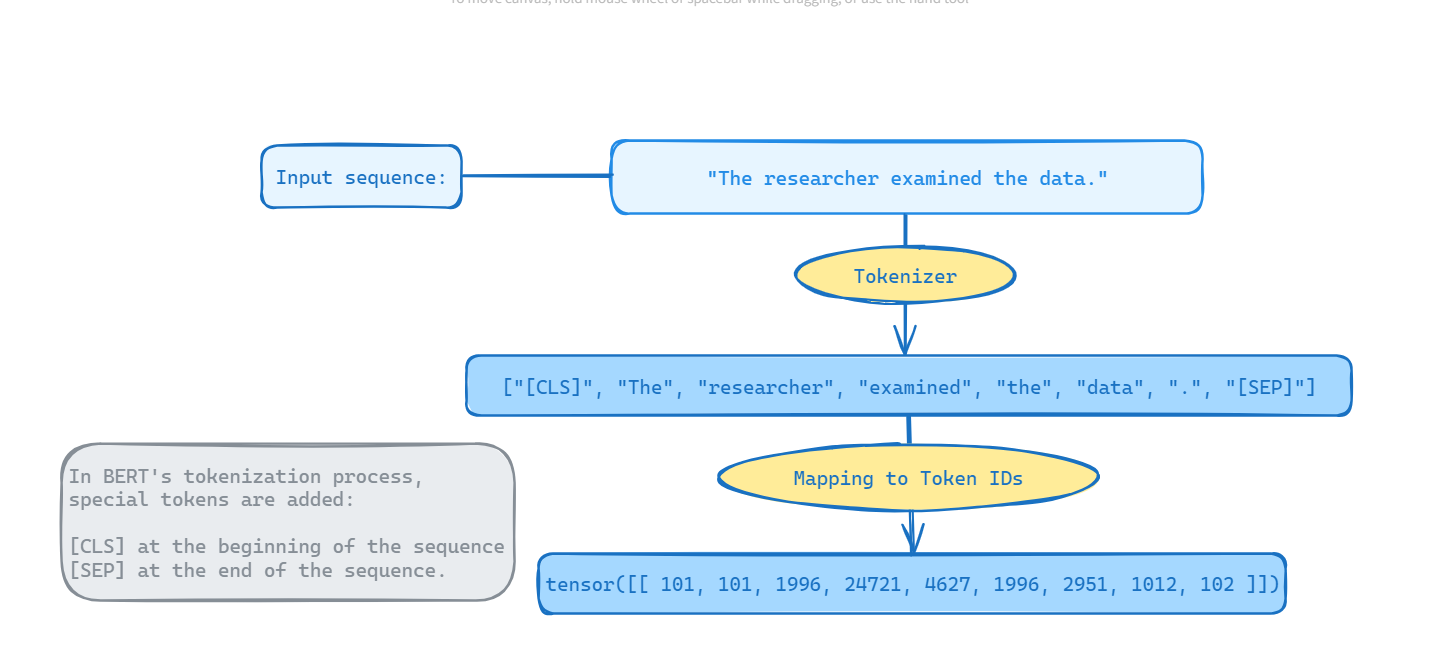 To move canvas, hold mouse wheel or spacebar while dragging, or use the hand tool
Input sequence:
"The researcher examined the data."
Tokenizer
["[CLS]", "The", "researcher", "examined", "the", "data", ".", "[SEP]"]
Mapping to Token IDs
In BERT's tokenization process,
special tokens are added:
[CLS] at the beginning of the sequence
[SEP] at the end of the sequence.
tensor([[ 101, 101, 1996, 24721, 4627, 1996, 2951, 1012, 102 ]])